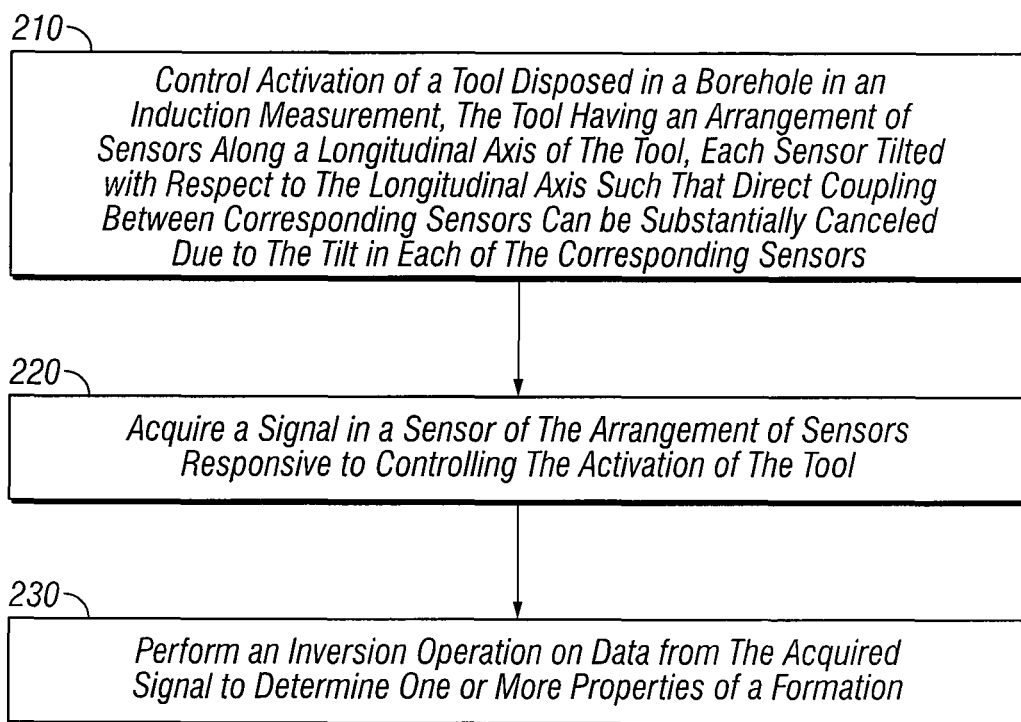 210
Control Activation of a Tool Disposed in a Borehole in an
Induction Measurement, The Tool Having an Arrangement of
Sensors Along a Longitudinal Axis of The Tool, Each Sensor Tilted
with Respect to The Longitudinal Axis Such That Direct Coupling
Between Corresponding Sensors Can be Substantially Canceled
Due to The Tilt in Each of The Corresponding Sensors
220
Acquire a Signal in a Sensor of The Arrangement of Sensors
Responsive to Controlling The Activation of The Tool
230
Perform an Inversion Operation on Data from The Acquired
Signal to Determine One or More Properties of a Formation